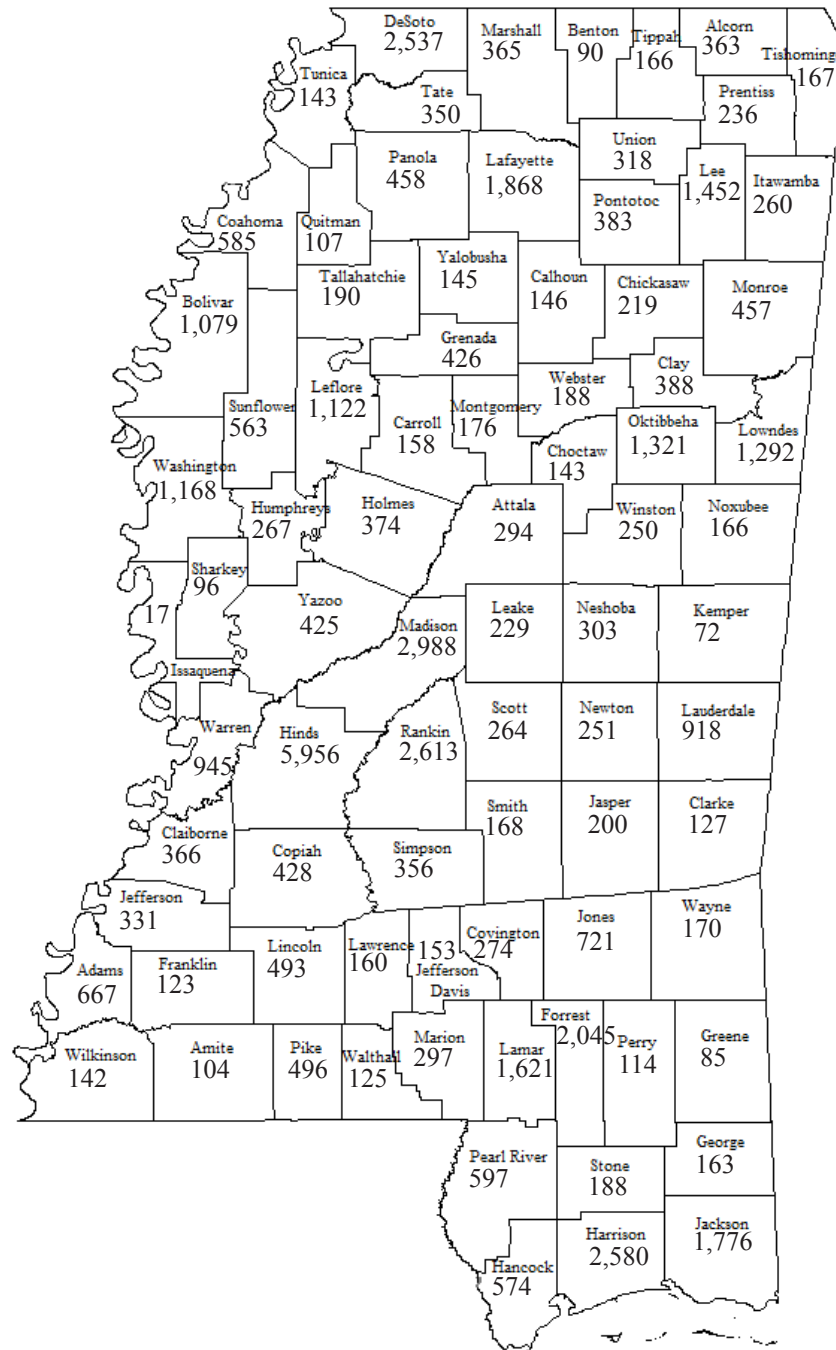 DeSoto
2,537
Marshall
365
Benton
90
Tippah
166
Alcorn
363
Tishoming
167
Tunica
143
Tate
350
Prentiss
236
Union
318
Panola
458
Lafayette
1,868
Lee
1,452
Itawamba
260
Pontotoc
383
Coahoma
585
Quitman
107
Yalobusha
145
Tallahatchie
190
Calhoun
146
Chickasaw
219
Monroe
457
Bolivar
1,079
Grenada
426
Leflore
1,122
Webster
188
Clay
388
Sunflower
563
Carroll
158
Montgomery
176
Oktibbeha
1,321
Lowndes
1,292
Choctaw
143
Washington
1,168
Humphreys
267
Holmes
374
Attala
294
Winston
250
Noxubee
166
Sharkey
96
17
Issaquena
Yazoo
425
Madison
2,988
Leake
229
Neshoba
303
Kemper
72
Warren
945
Hinds
5,956
Rankin
2,613
Scott
264
Newton
251
Lauderdale
918
Smith
168
Jasper
200
Clarke
127
Claiborne
366
Copiah
428
Simpson
356
Jefferson
331
Lincoln
493
Lawrence
160
153
Jefferson
Davis
Covington
274
Jones
721
Wayne
170
Adams
667
Franklin
123
Wilkinson
142
Amite
104
Pike
496
Walthall
125
Marion
297
Lamar
1,621
Forrest
2,045
Perry
114
Greene
85
Pearl River
597
Stone
188
George
163
Hancock
574
Harrison
2,580
Jackson
1,776